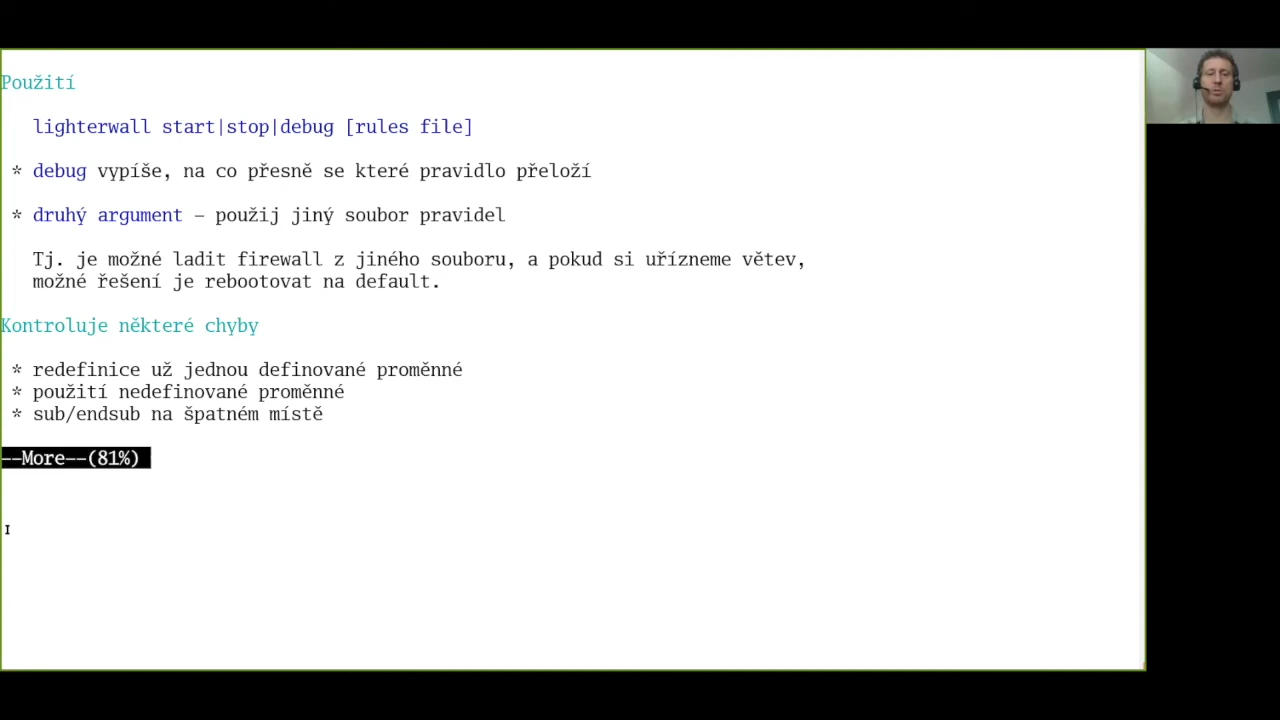 Použití
lighterwall start|stop|debug [rules file]
* debug vypíše, na co přesně se které pravidlo přeloží
* druhý argument – použij jiný soubor pravidel
Tj. je možné ladit firewall z jiného souboru, a pokud si uřízneme větev,
možné řešení je rebootovat na default.
Kontroluje některé chyby
* redefinice už jednou definované proměnné
* použití nedefinované proměnné
* sub/endsub na špatném místě
--More--(81%)